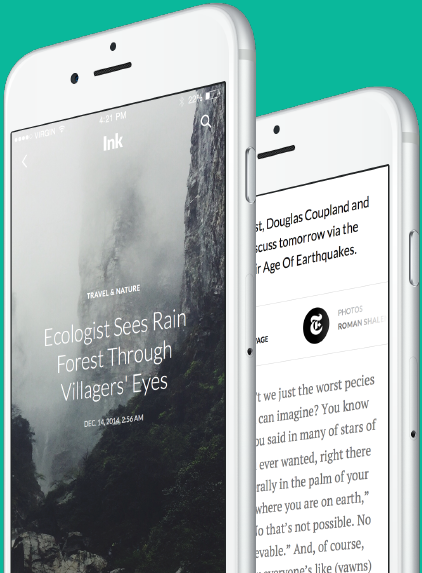 VIRGIN
4:21 PM
22%
Ink
TRAVEL & NATURE
Ecologist Sees Rain
Forest Through
Villagers' Eyes
DEC 14, 2014, 2:56 AM
st, Douglas Coupland and
scuss tomorrow via the
ir Age Of Earthquakes.
PAGE
T
PHOTOS
ROMAN SHALE
't we just the worst pecies
can imagine? You know
ou said in many of stars of
ever wanted, right there
rally in the palm of your
where you are on earth,"
No that's not possible. No
evable." And, of course,
everyone's like (yawns)